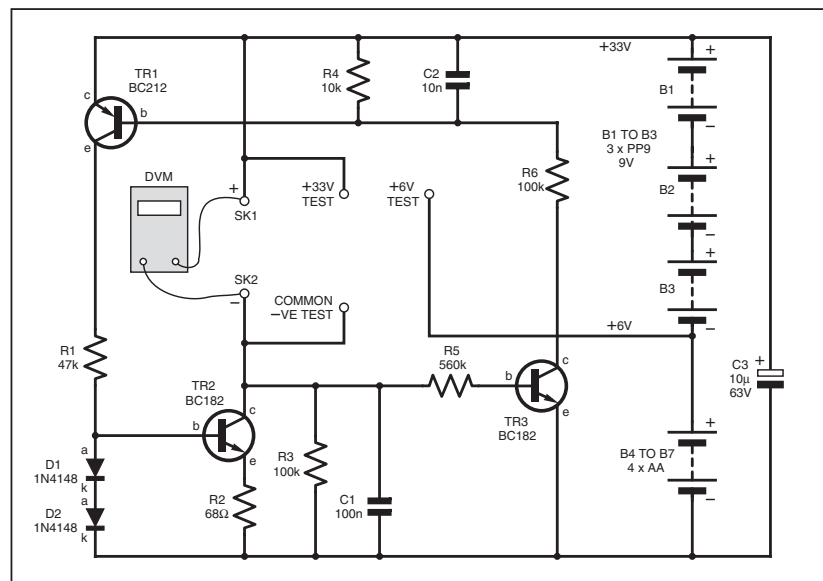 TR1
BC212
c
b
e
R4
10k
C2
10n
+33V
+
B1
−
B1 TO B3
3 x PP9
9V
+
B2
−
+
B3
−
DVM
+
SK1
+33V
TEST
+6V
TEST
R6
100k
SK2
−
COMMON
−VE TEST
+6V
R1
47k
TR2
BC182
b
c
e
R5
560k
b
c
e
TR3
BC182
C3
10µ
63V
+
a
D1
1N4148
k
a
D2
1N4148
k
R2
68Ω
R3
100k
C1
100n
+
B4 TO B7
4 x AA
−